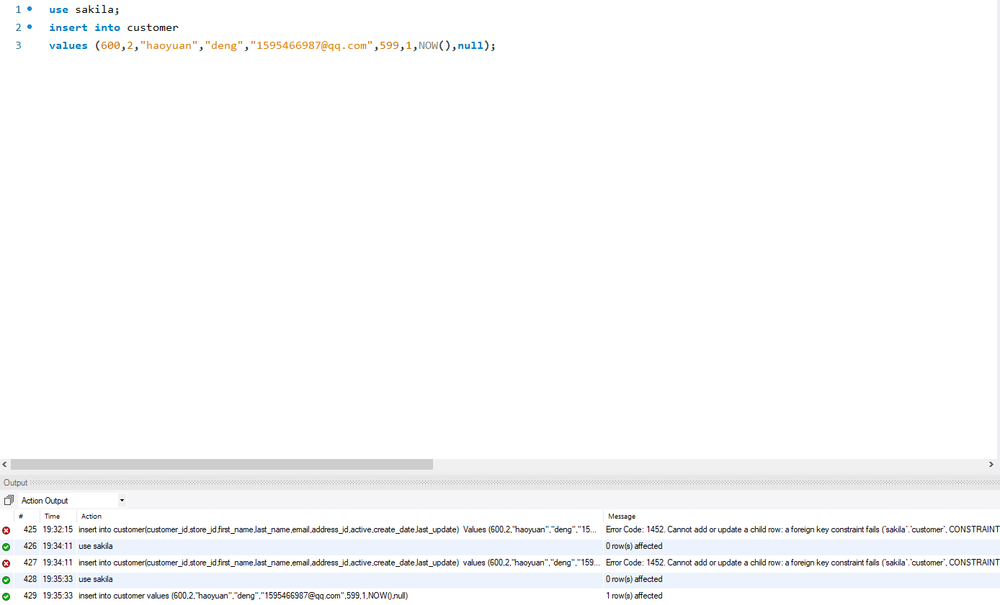 1 use sakila;
2 insert into customer
3 values (600,2,"haoyuan","deng","1595466987@qq.com",599,1,NOW(),null);
Output
Action Output
# Time Action Message
425 19:32:15 insert into customer(customer_id,store_id,first_name,last_name,email,address_id,active,create_date,last_update) Values (600,2,"haoyuan","deng","15... Error Code: 1452. Cannot add or update a child row: a foreign key constraint fails (`sakila`.`customer`, CONSTRAINT
426 19:34:11 use sakila 0 row(s) affected
427 19:34:11 insert into customer(customer_id,store_id,first_name,last_name,email,address_id,active,create_date,last_update) values (600,2,"haoyuan","deng","159... Error Code: 1452. Cannot add or update a child row: a foreign key constraint fails (`sakila`.`customer`, CONSTRAINT
428 19:35:33 use sakila 0 row(s) affected
429 19:35:33 insert into customer values (600,2,"haoyuan","deng","1595466987@qq.com",599,1,NOW(),null) 1 row(s) affected